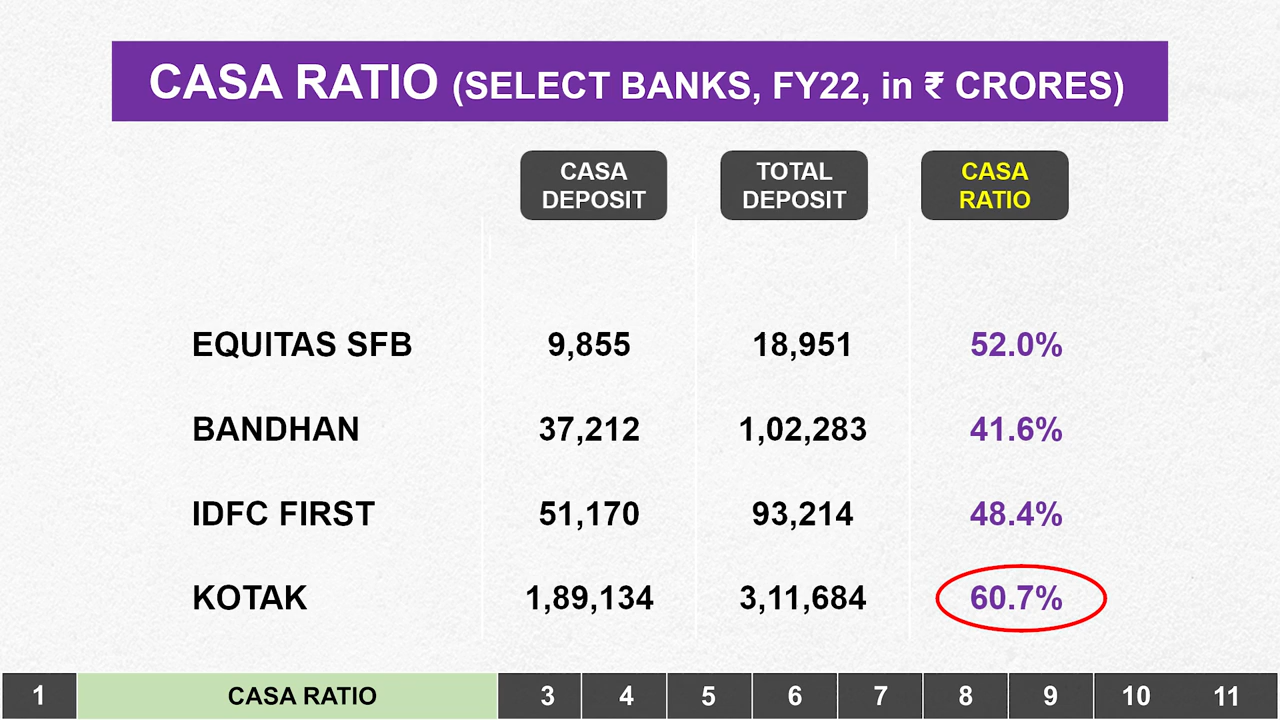 CASA RATIO (SELECT BANKS, FY22, in ₹ CRORES)
CASA DEPOSIT TOTAL DEPOSIT CASA RATIO
EQUITAS SFB 9,855 18,951 52.0%
BANDHAN 37,212 1,02,283 41.6%
IDFC FIRST 51,170 93,214 48.4%
KOTAK 1,89,134 3,11,684 60.7%
1 CASA RATIO 3 4 5 6 7 8 9 10 11